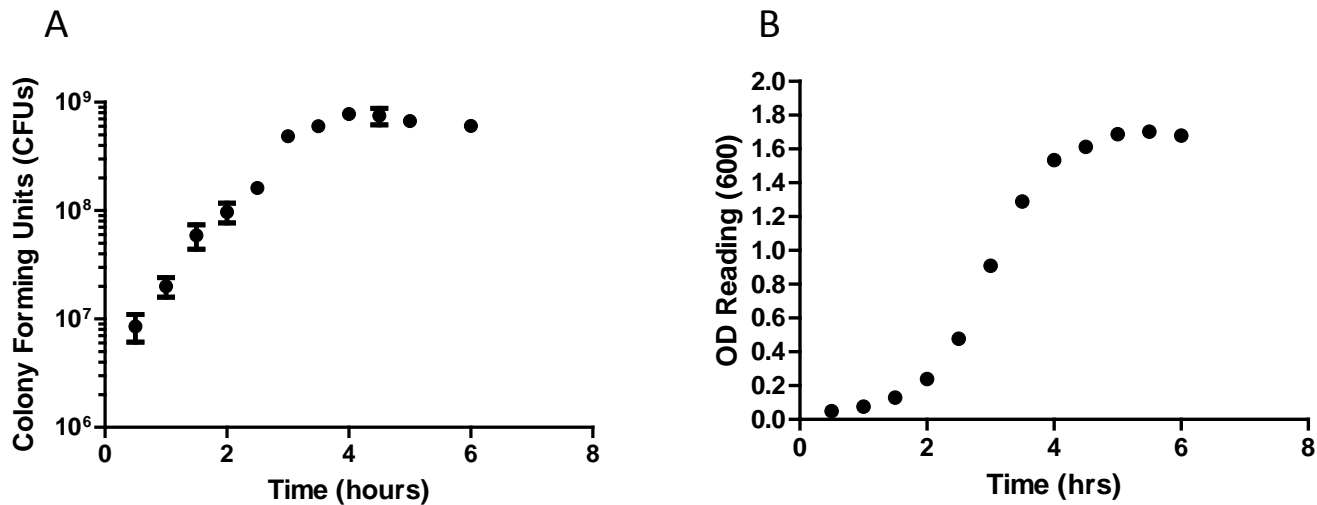 A
Colony Forming Units (CFUs)
10⁹
10⁸
10⁷
10⁶
0 2 4 6 8
Time (hours)
B
OD Reading (600)
2.0
1.8
1.6
1.4
1.2
1.0
0.8
0.6
0.4
0.2
0.0
0 2 4 6 8
Time (hrs)